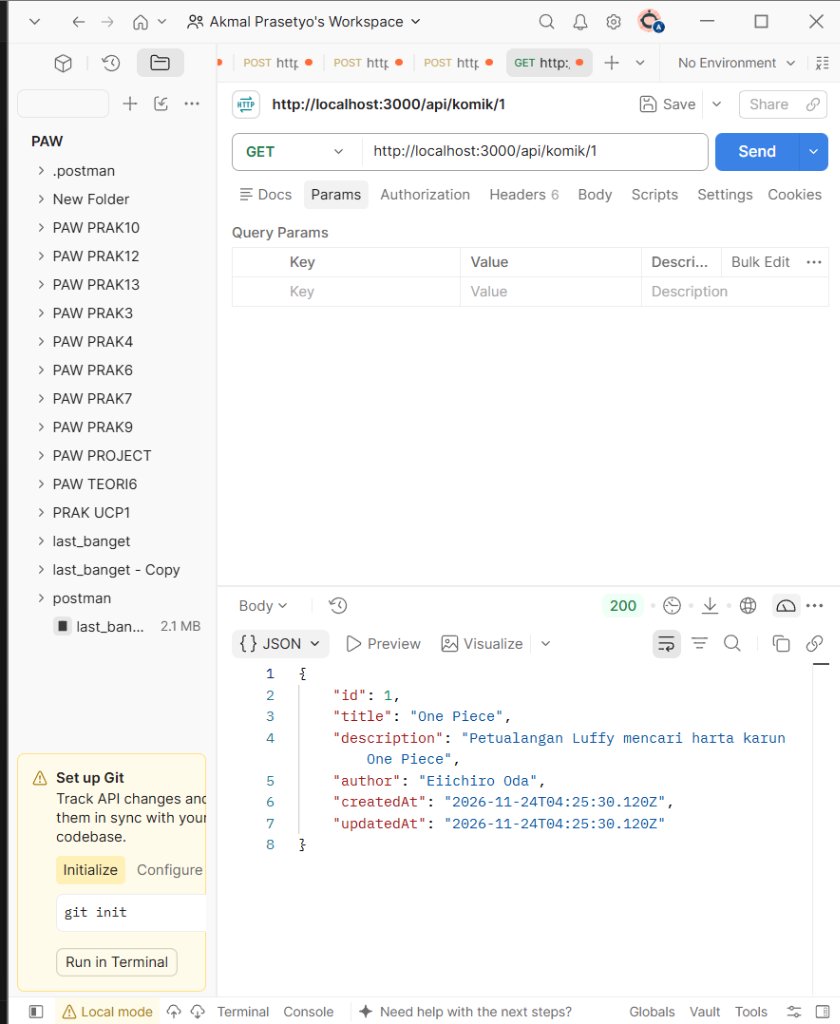 Akmal Prasetyo's Workspace
POST http
POST http
POST http
GET http:
No Environment
HTTP http://localhost:3000/api/komik/1
Save
Share
PAW
.postman
New Folder
PAW PRAK10
PAW PRAK12
PAW PRAK13
PAW PRAK3
PAW PRAK4
PAW PRAK6
PAW PRAK7
PAW PRAK9
PAW PROJECT
PAW TEORI6
PRAK UCP1
last_banget
last_banget - Copy
postman
last_ban... 2.1 MB
GET http://localhost:3000/api/komik/1 Send
Docs Params Authorization Headers 6 Body Scripts Settings Cookies
Query Params
Key Value Descri... Bulk Edit
Key Value Description
Body 200
{} JSON Preview Visualize
1 {
2 "id": 1,
3 "title": "One Piece",
4 "description": "Petualangan Luffy mencari harta karun
One Piece",
5 "author": "Eiichiro Oda",
6 "createdAt": "2026-11-24T04:25:30.120Z",
7 "updatedAt": "2026-11-24T04:25:30.120Z"
8 }
Set up Git
Track API changes and
them in sync with your
codebase.
Initialize Configure
git init
Run in Terminal
Local mode Terminal Console Need help with the next steps? Globals Vault Tools